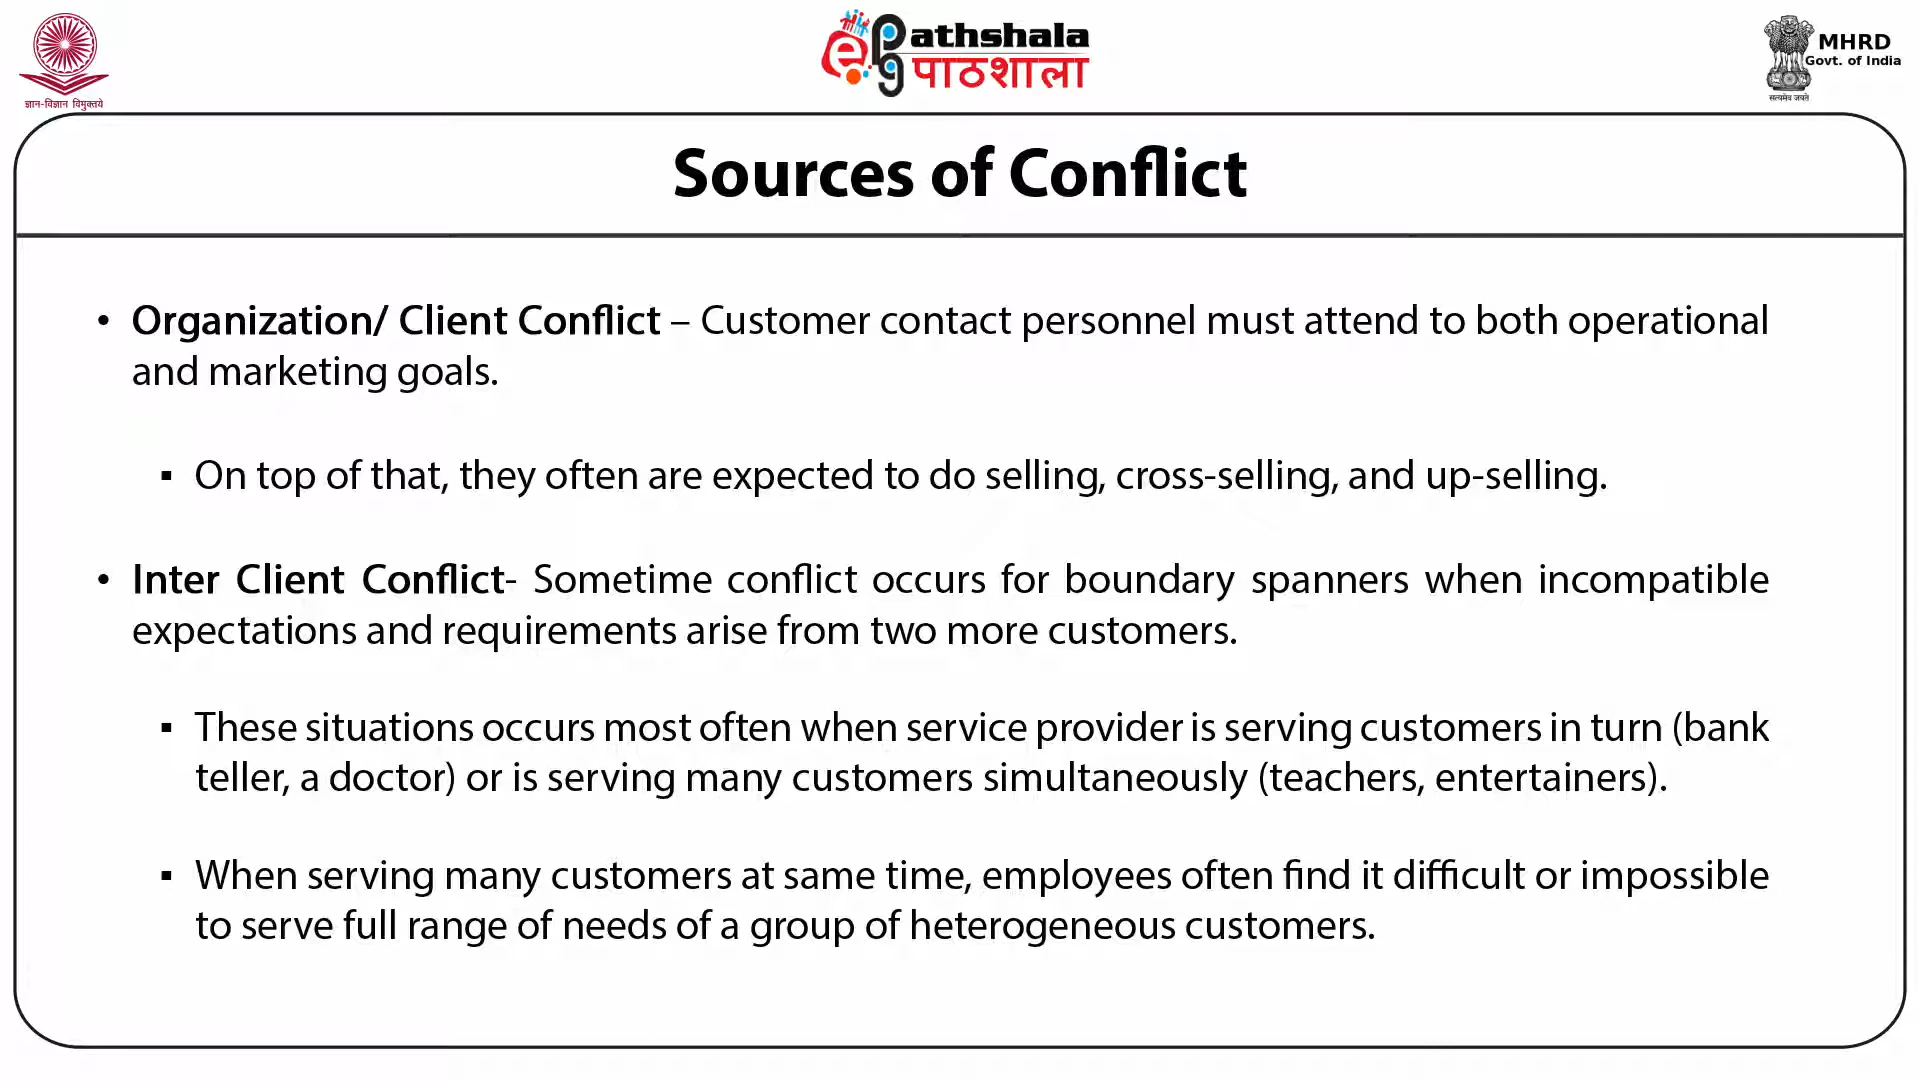 ज्ञान-विज्ञान विमुक्तये
ePathshala
पाठशाला
MHRD
Govt. of India
सत्यमेव जयते
Sources of Conflict
• Organization/ Client Conflict – Customer contact personnel must attend to both operational
and marketing goals.
▪ On top of that, they often are expected to do selling, cross-selling, and up-selling.
• Inter Client Conflict- Sometime conflict occurs for boundary spanners when incompatible
expectations and requirements arise from two more customers.
▪ These situations occurs most often when service provider is serving customers in turn (bank
teller, a doctor) or is serving many customers simultaneously (teachers, entertainers).
▪ When serving many customers at same time, employees often find it difficult or impossible
to serve full range of needs of a group of heterogeneous customers.